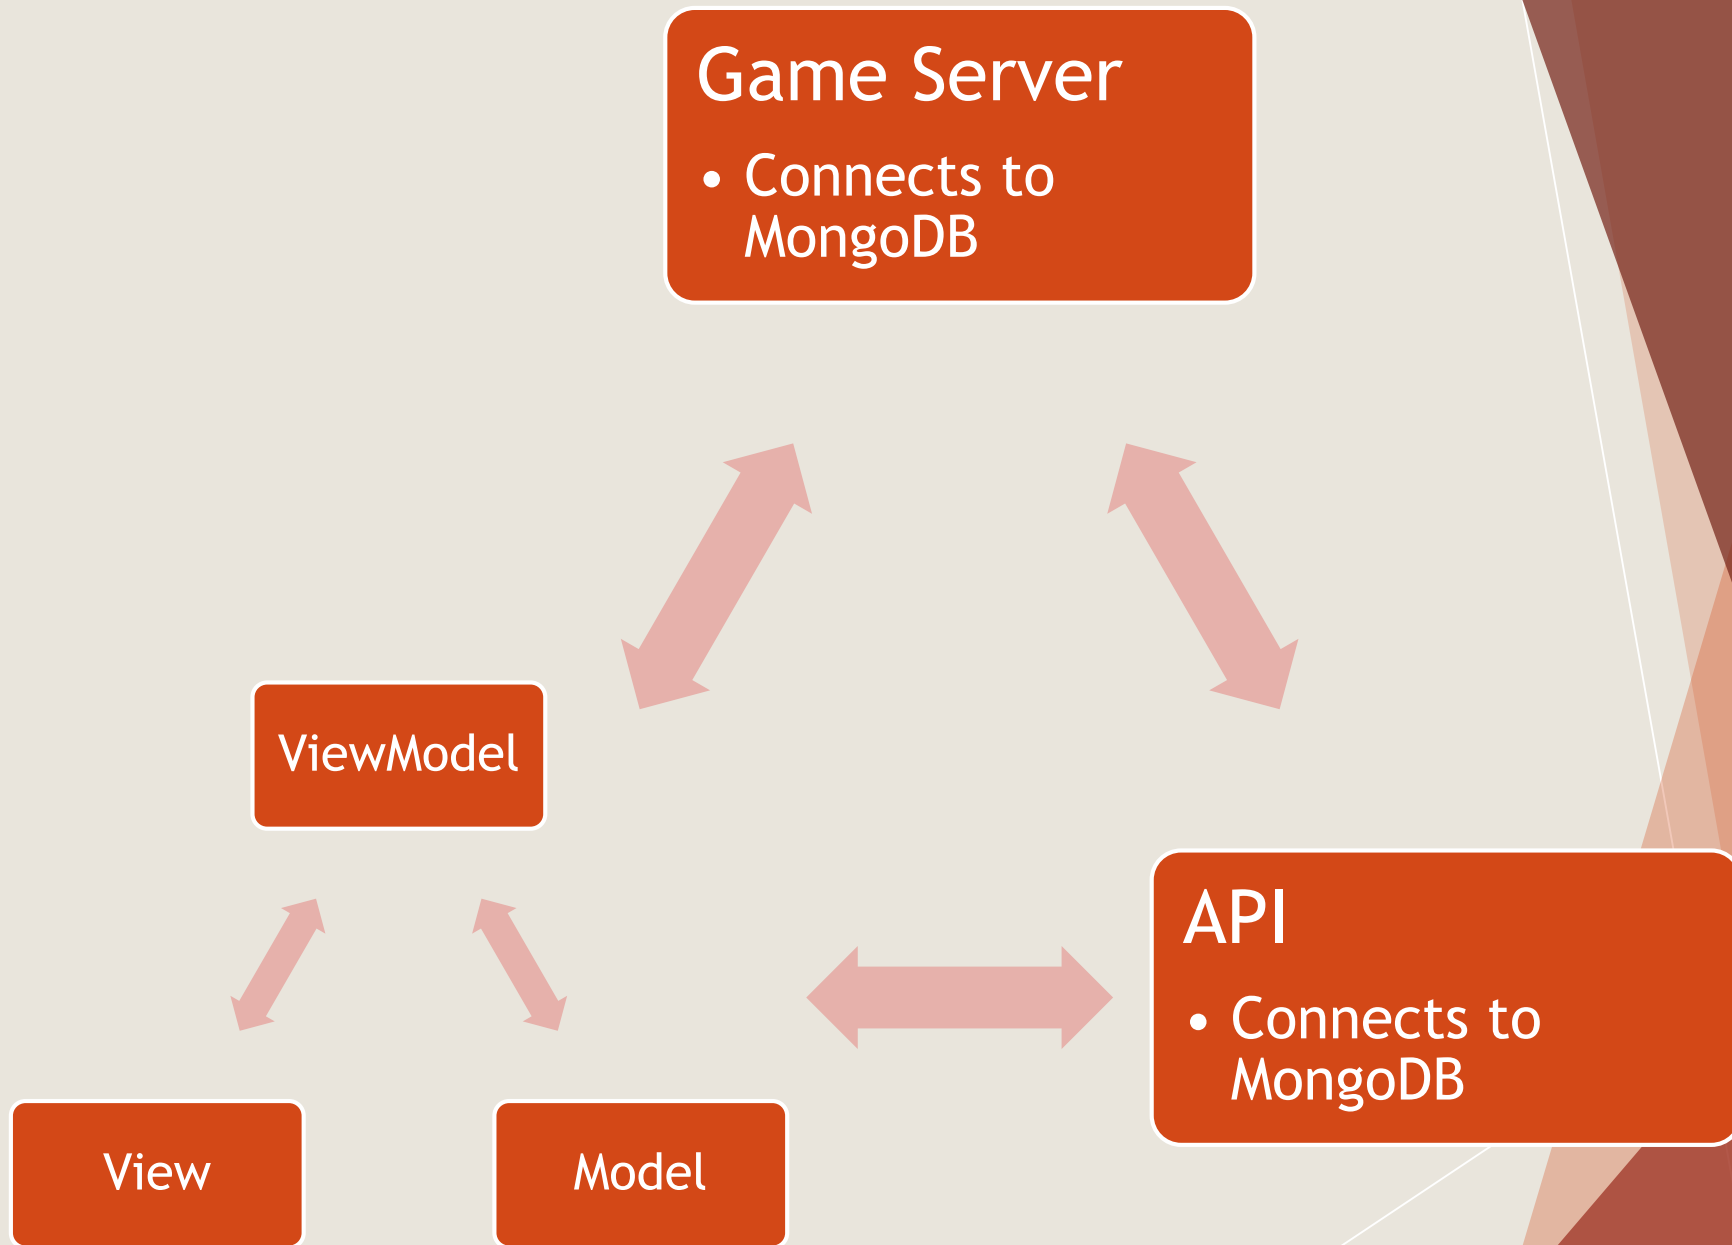 Game Server
• Connects to
MongoDB
ViewModel
API
• Connects to
MongoDB
View
Model